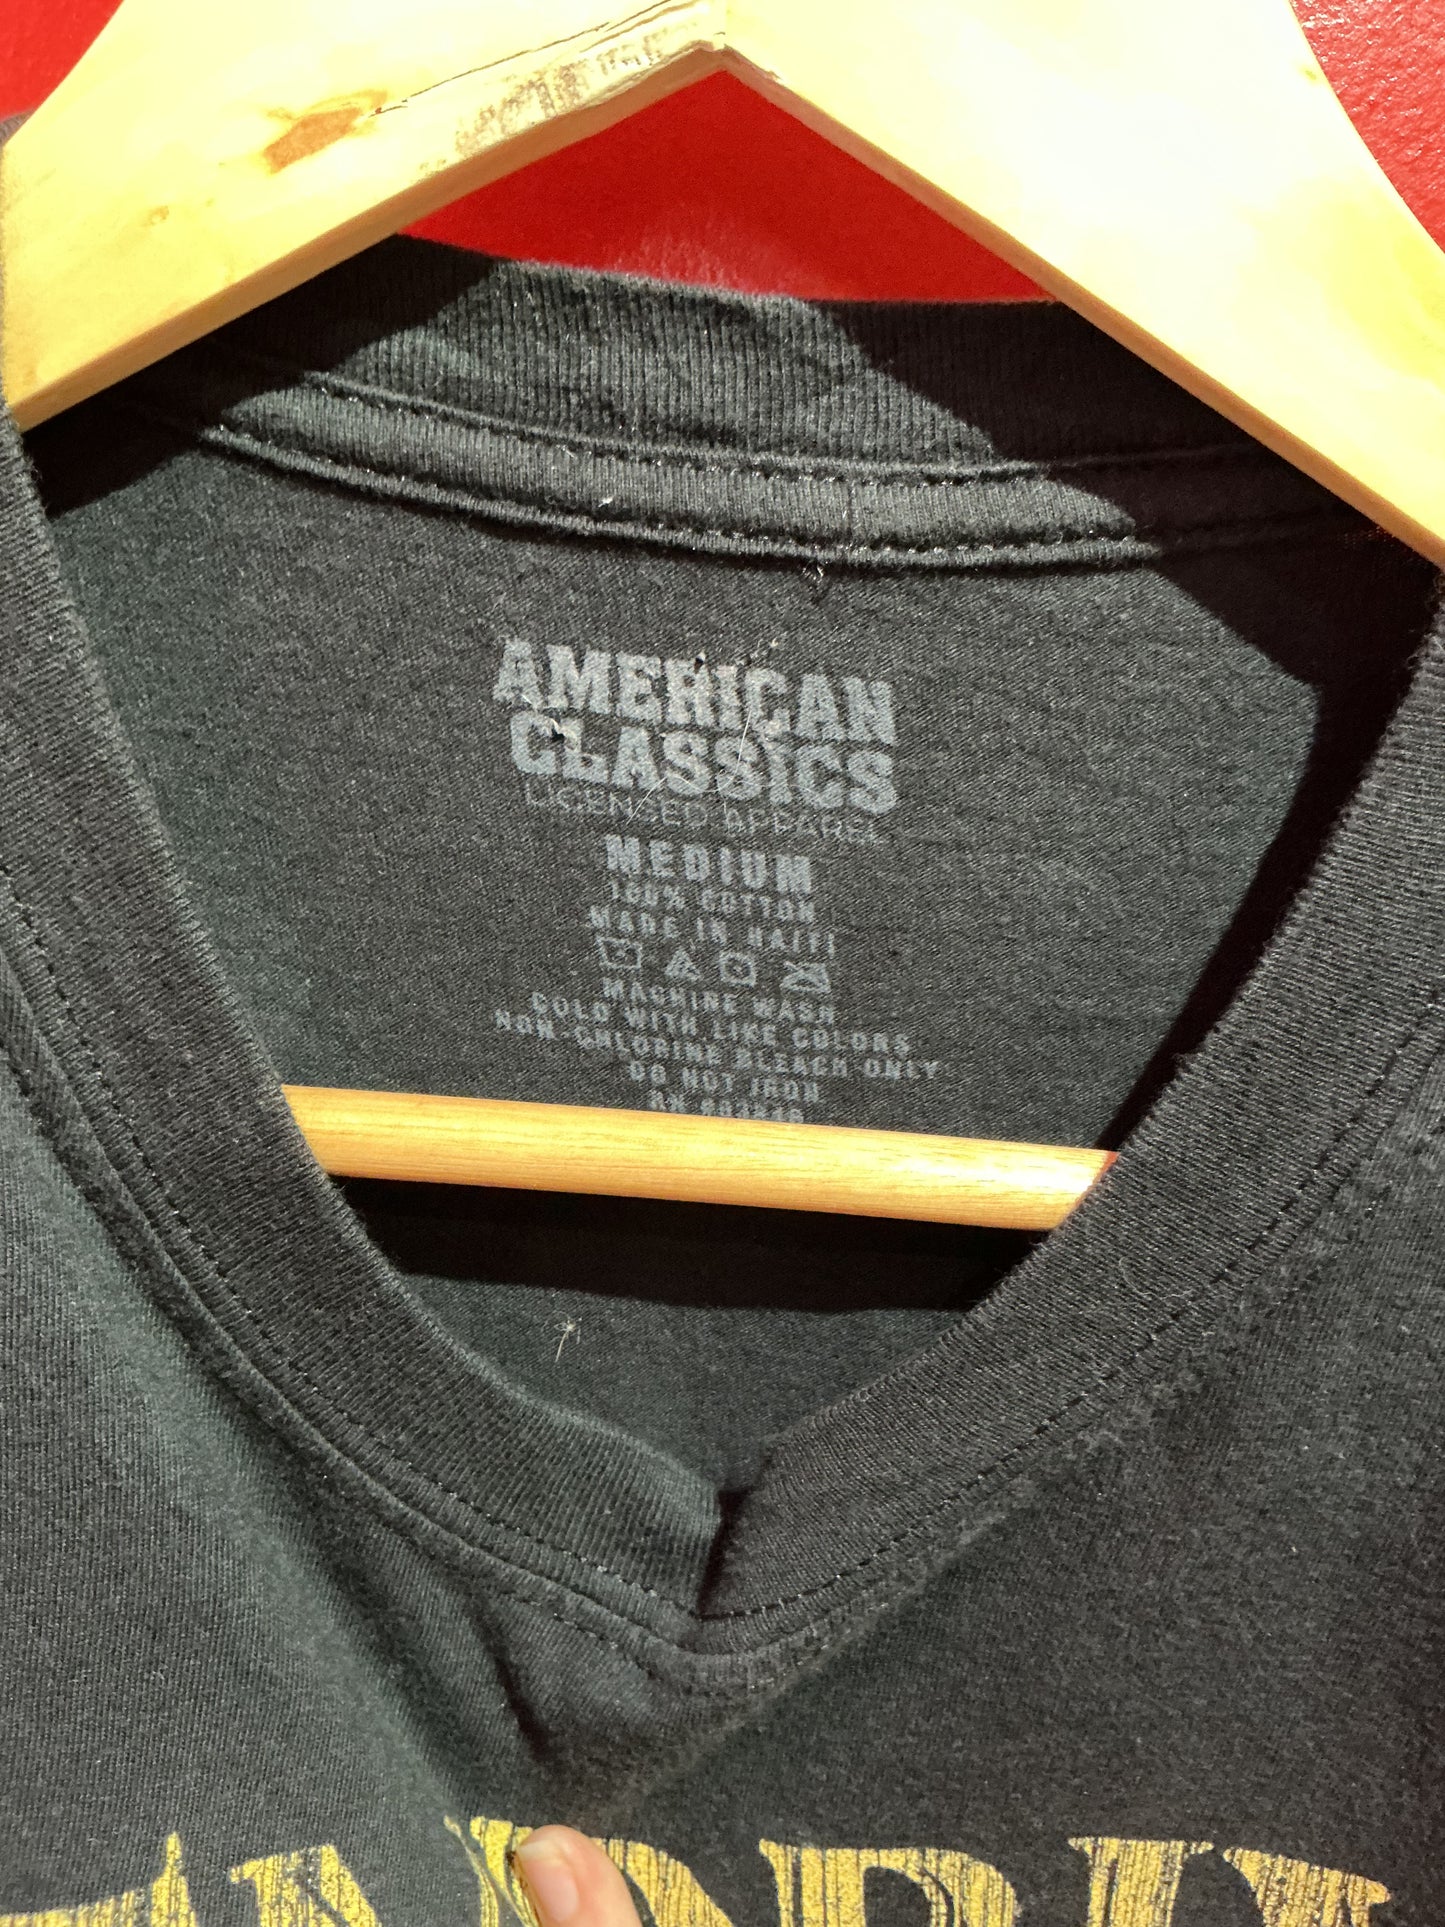 AMERICAN
CLASSICS
LICENSED APPAREL
MEDIUM
100% COTTON
MADE IN HAITI
MACHINE WASH
COLD WITH LIKE COLORS
NON-CHLORINE BLEACH ONLY
DO NOT IRON
RN